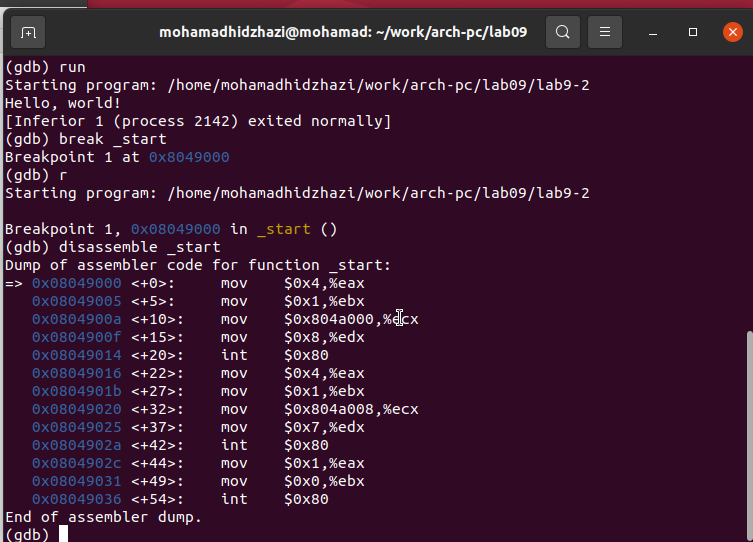 mohamadhidzhazi@mohamad: ~/work/arch-pc/lab09
(gdb) run
Starting program: /home/mohamadhidzhazi/work/arch-pc/lab09/lab9-2
Hello, world!
[Inferior 1 (process 2142) exited normally]
(gdb) break _start
Breakpoint 1 at 0x8049000
(gdb) r
Starting program: /home/mohamadhidzhazi/work/arch-pc/lab09/lab9-2
Breakpoint 1, 0x08049000 in _start ()
(gdb) disassemble _start
Dump of assembler code for function _start:
=> 0x08049000 <+0>:     mov    $0x4,%eax
   0x08049005 <+5>:     mov    $0x1,%ebx
   0x0804900a <+10>:    mov    $0x804a000,%ecx
   0x0804900f <+15>:    mov    $0x8,%edx
   0x08049014 <+20>:    int    $0x80
   0x08049016 <+22>:    mov    $0x4,%eax
   0x0804901b <+27>:    mov    $0x1,%ebx
   0x08049020 <+32>:    mov    $0x804a008,%ecx
   0x08049025 <+37>:    mov    $0x7,%edx
   0x0804902a <+42>:    int    $0x80
   0x0804902c <+44>:    mov    $0x1,%eax
   0x08049031 <+49>:    mov    $0x0,%ebx
   0x08049036 <+54>:    int    $0x80
End of assembler dump.
(gdb)